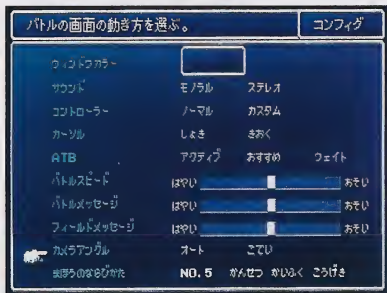 バトルの画面の動き方を選ぶ。 コンフィグ
ウィンドウカラー
サウンド モノラル ステレオ
コントローラー ノーマル カスタム
カーソル しょき きおく
ATB アクティブ おすすめ ウェイト
バトルスピード はやい おそい
バトルメッセージ はやい おそい
フィールドメッセージ はやい おそい
カメラアングル オート こてい
まほうのならびかた NO.5 かんせつ かいふく こうげき